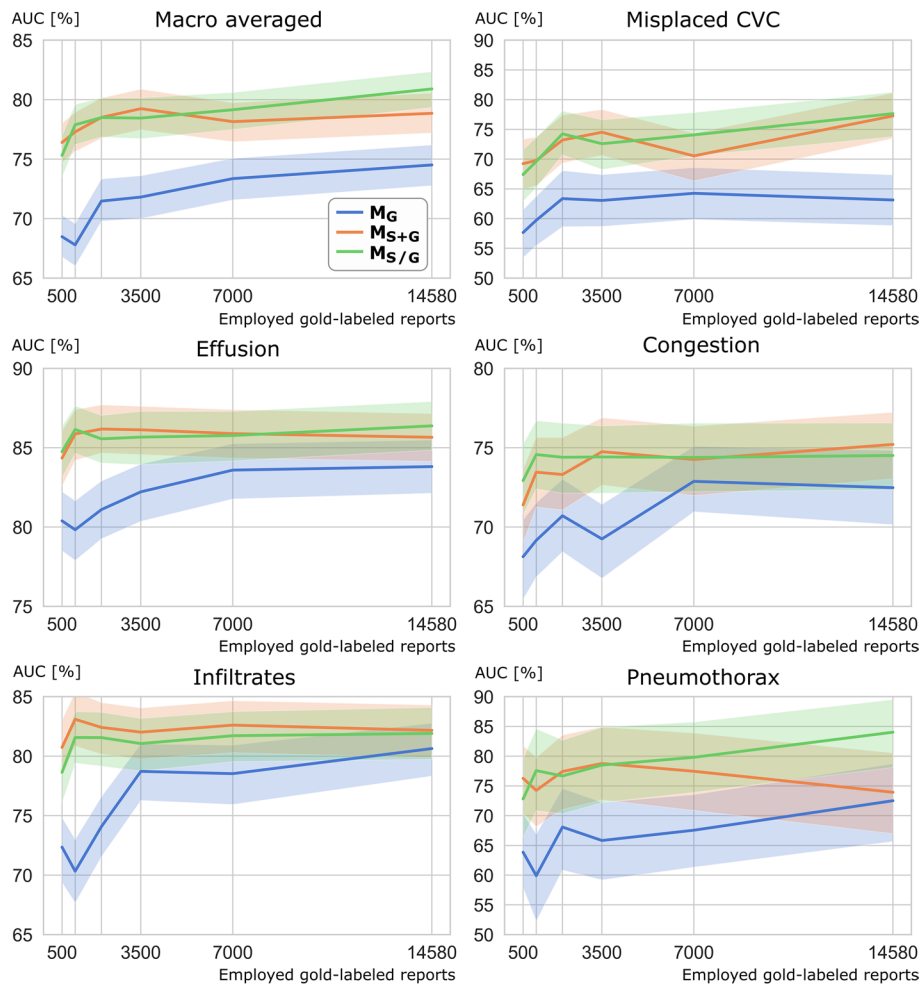 AUC [%] Macro averaged
85
80
75
70
65
M_G
M_S+G
M_S/G
500 3500 7000 14580
Employed gold-labeled reports
AUC [%] Misplaced CVC
90
85
80
75
70
65
60
55
50
500 3500 7000 14580
Employed gold-labeled reports
AUC [%] Effusion
90
85
80
75
500 3500 7000 14580
Employed gold-labeled reports
AUC [%] Congestion
80
75
70
65
500 3500 7000 14580
Employed gold-labeled reports
AUC [%] Infiltrates
85
80
75
70
65
500 3500 7000 14580
Employed gold-labeled reports
AUC [%] Pneumothorax
90
85
80
75
70
65
60
55
50
500 3500 7000 14580
Employed gold-labeled reports